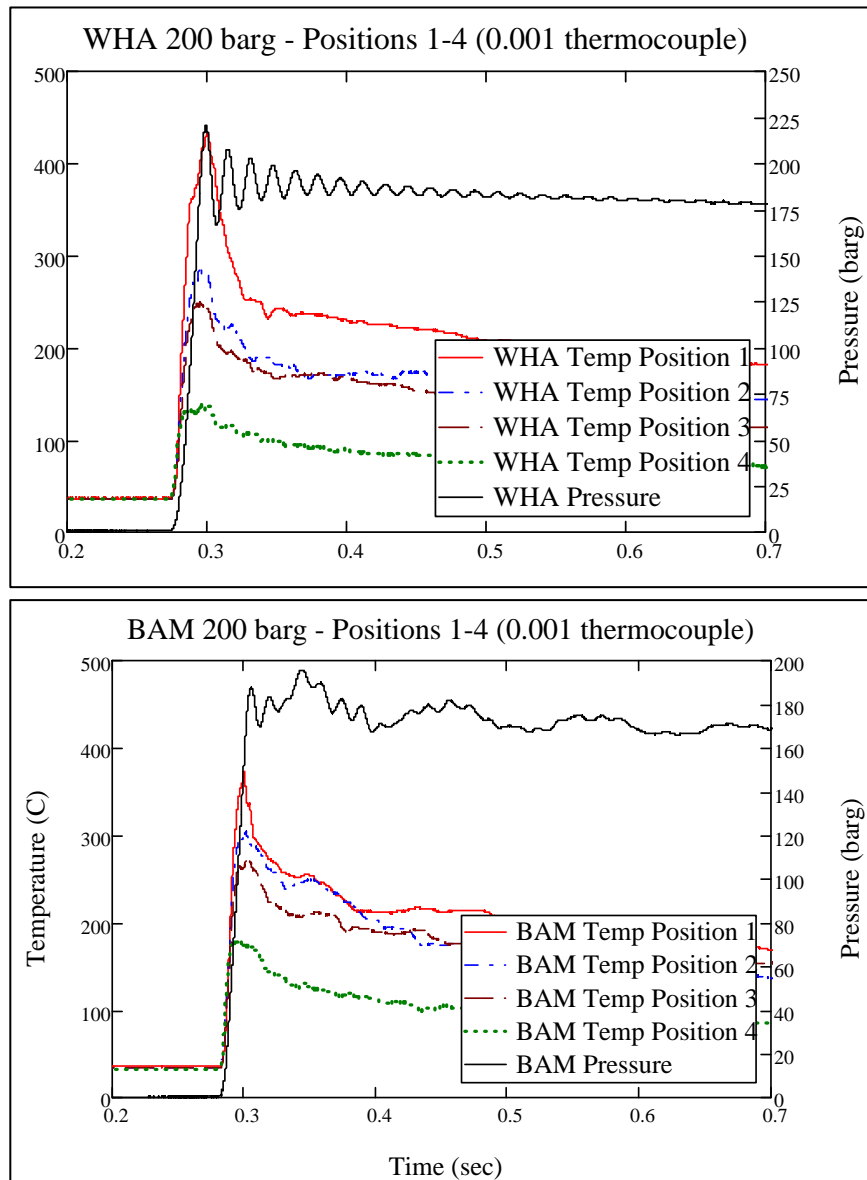 WHA 200 barg - Positions 1-4 (0.001 thermocouple)
500
400
300
200
100
0
250
225
200
175
150
125
100
75
50
25
0
Pressure (barg)
WHA Temp Position 1
WHA Temp Position 2
WHA Temp Position 3
WHA Temp Position 4
WHA Pressure
0.2 0.3 0.4 0.5 0.6 0.7
BAM 200 barg - Positions 1-4 (0.001 thermocouple)
Temperature (C)
500
400
300
200
100
0
200
180
160
140
120
100
80
60
40
20
0
Pressure (barg)
BAM Temp Position 1
BAM Temp Position 2
BAM Temp Position 3
BAM Temp Position 4
BAM Pressure
0.2 0.3 0.4 0.5 0.6 0.7
Time (sec)